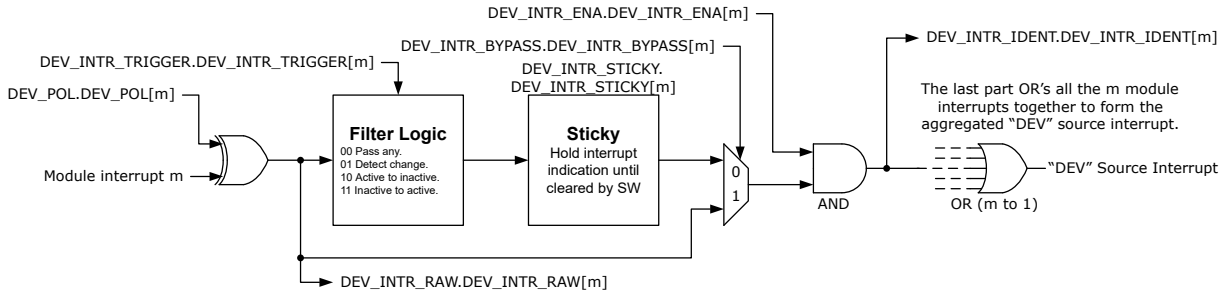 DEV_INTR_ENA.DEV_INTR_ENA[m]
DEV_INTR_BYPASS.DEV_INTR_BYPASS[m]
DEV_INTR_IDENT.DEV_INTR_IDENT[m]
DEV_INTR_TRIGGER.DEV_INTR_TRIGGER[m]
DEV_INTR_STICKY.
DEV_INTR_STICKY[m]
DEV_POL.DEV_POL[m]
The last part OR's all the m module
interrupts together to form the
aggregated “DEV” source interrupt.
Filter Logic
00 Pass any.
01 Detect change.
10 Active to inactive.
11 Inactive to active.
Sticky
Hold interrupt
indication until
cleared by SW
0
1
Module interrupt m
“DEV” Source Interrupt
AND
OR (m to 1)
DEV_INTR_RAW.DEV_INTR_RAW[m]